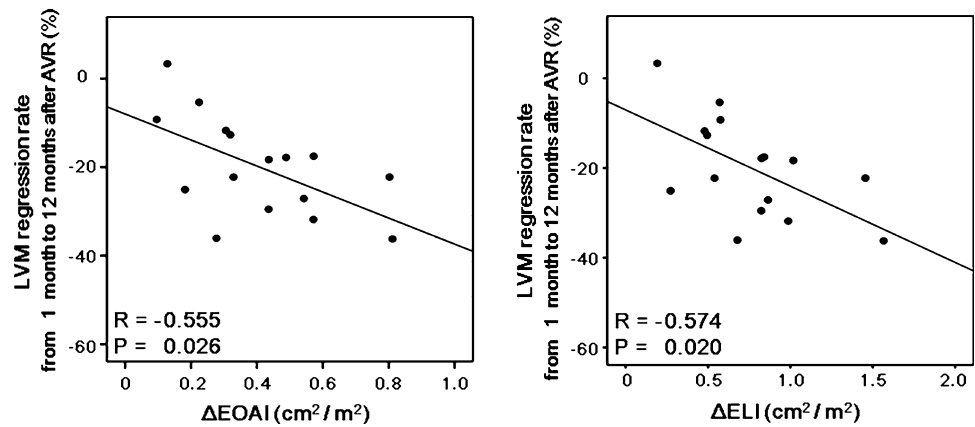 LVM regression rate
from 1 month to 12 months after AVR (%)
0
-20
-40
-60
R = -0.555
P = 0.026
0 0.2 0.4 0.6 0.8 1.0
ΔEOAI (cm² / m²)
LVM regression rate
from 1 month to 12 months after AVR (%)
0
-20
-40
-60
R = -0.574
P = 0.020
0 0.5 1.0 1.5 2.0
ΔELI (cm² / m²)